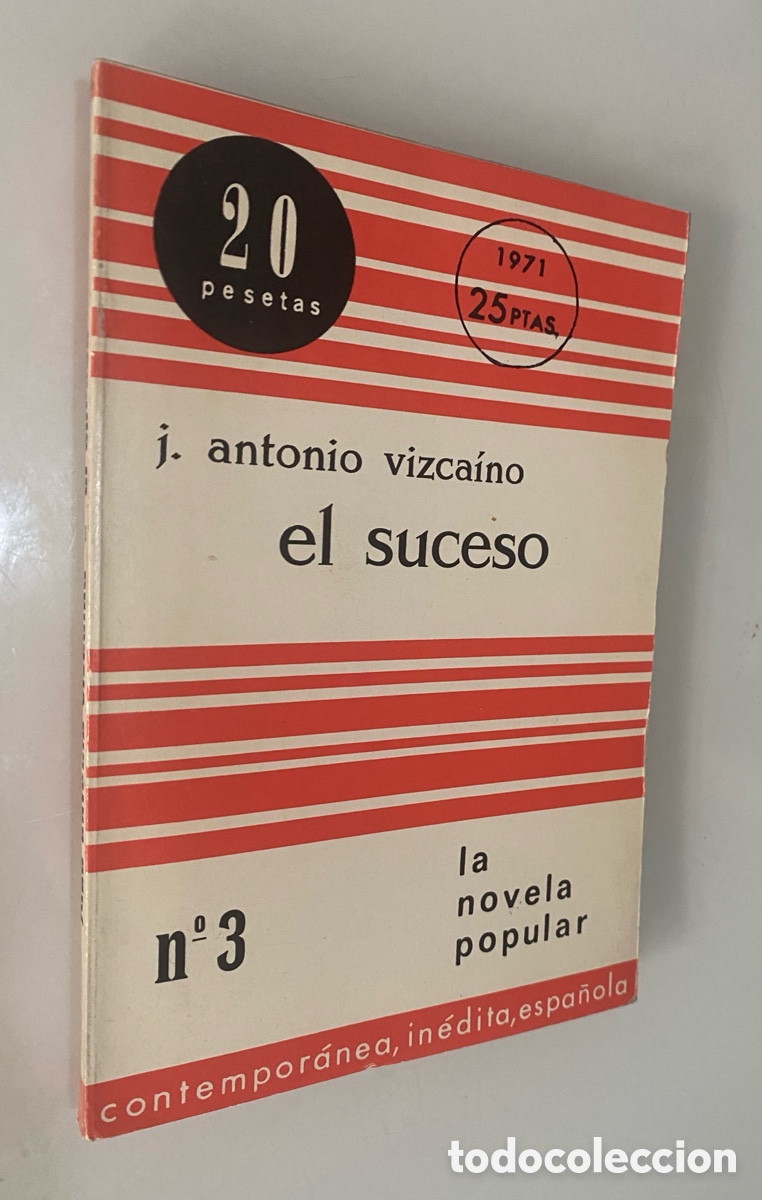 20
pesetas
1971
25 PTAS.
j. antonio vizcaíno
el suceso
nº 3
la
novela
popular
contemporánea, inédita, española
todocoleccion